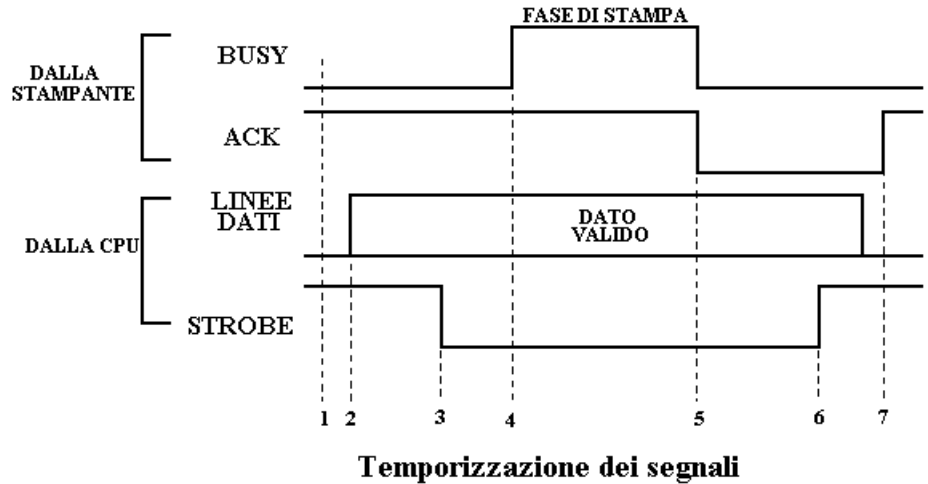 FASE DI STAMPA
BUSY
DALLA
STAMPANTE
ACK
LINEE
DATI
DATO
VALIDO
DALLA CPU
STROBE
1 2 3 4 5 6 7
Temporizzazione dei segnali